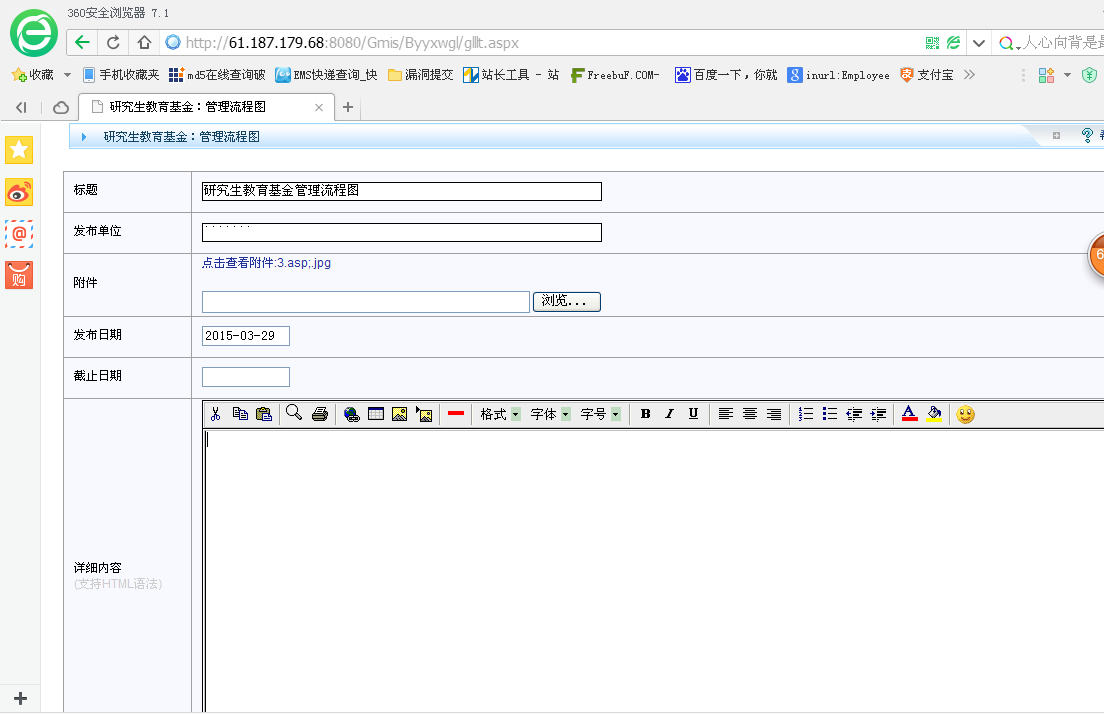 360安全浏览器 7.1
http://61.187.179.68:8080/Gmis/Byyxwgl/gllt.aspx
人心向背是最
收藏 手机收藏夹 md5在线查询破 EMS快递查询_快 漏洞提交 站长工具 - 站 FreebuF.COM- 百度一下，你就 inurl:Employee 支付宝
研究生教育基金：管理流程图
研究生教育基金：管理流程图
标题 研究生教育基金管理流程图
发布单位
点击查看附件:3.asp;.jpg
附件
浏览...
发布日期 2015-03-29
截止日期
格式 字体 字号 B I U A
详细内容
(支持HTML语法)
购
6